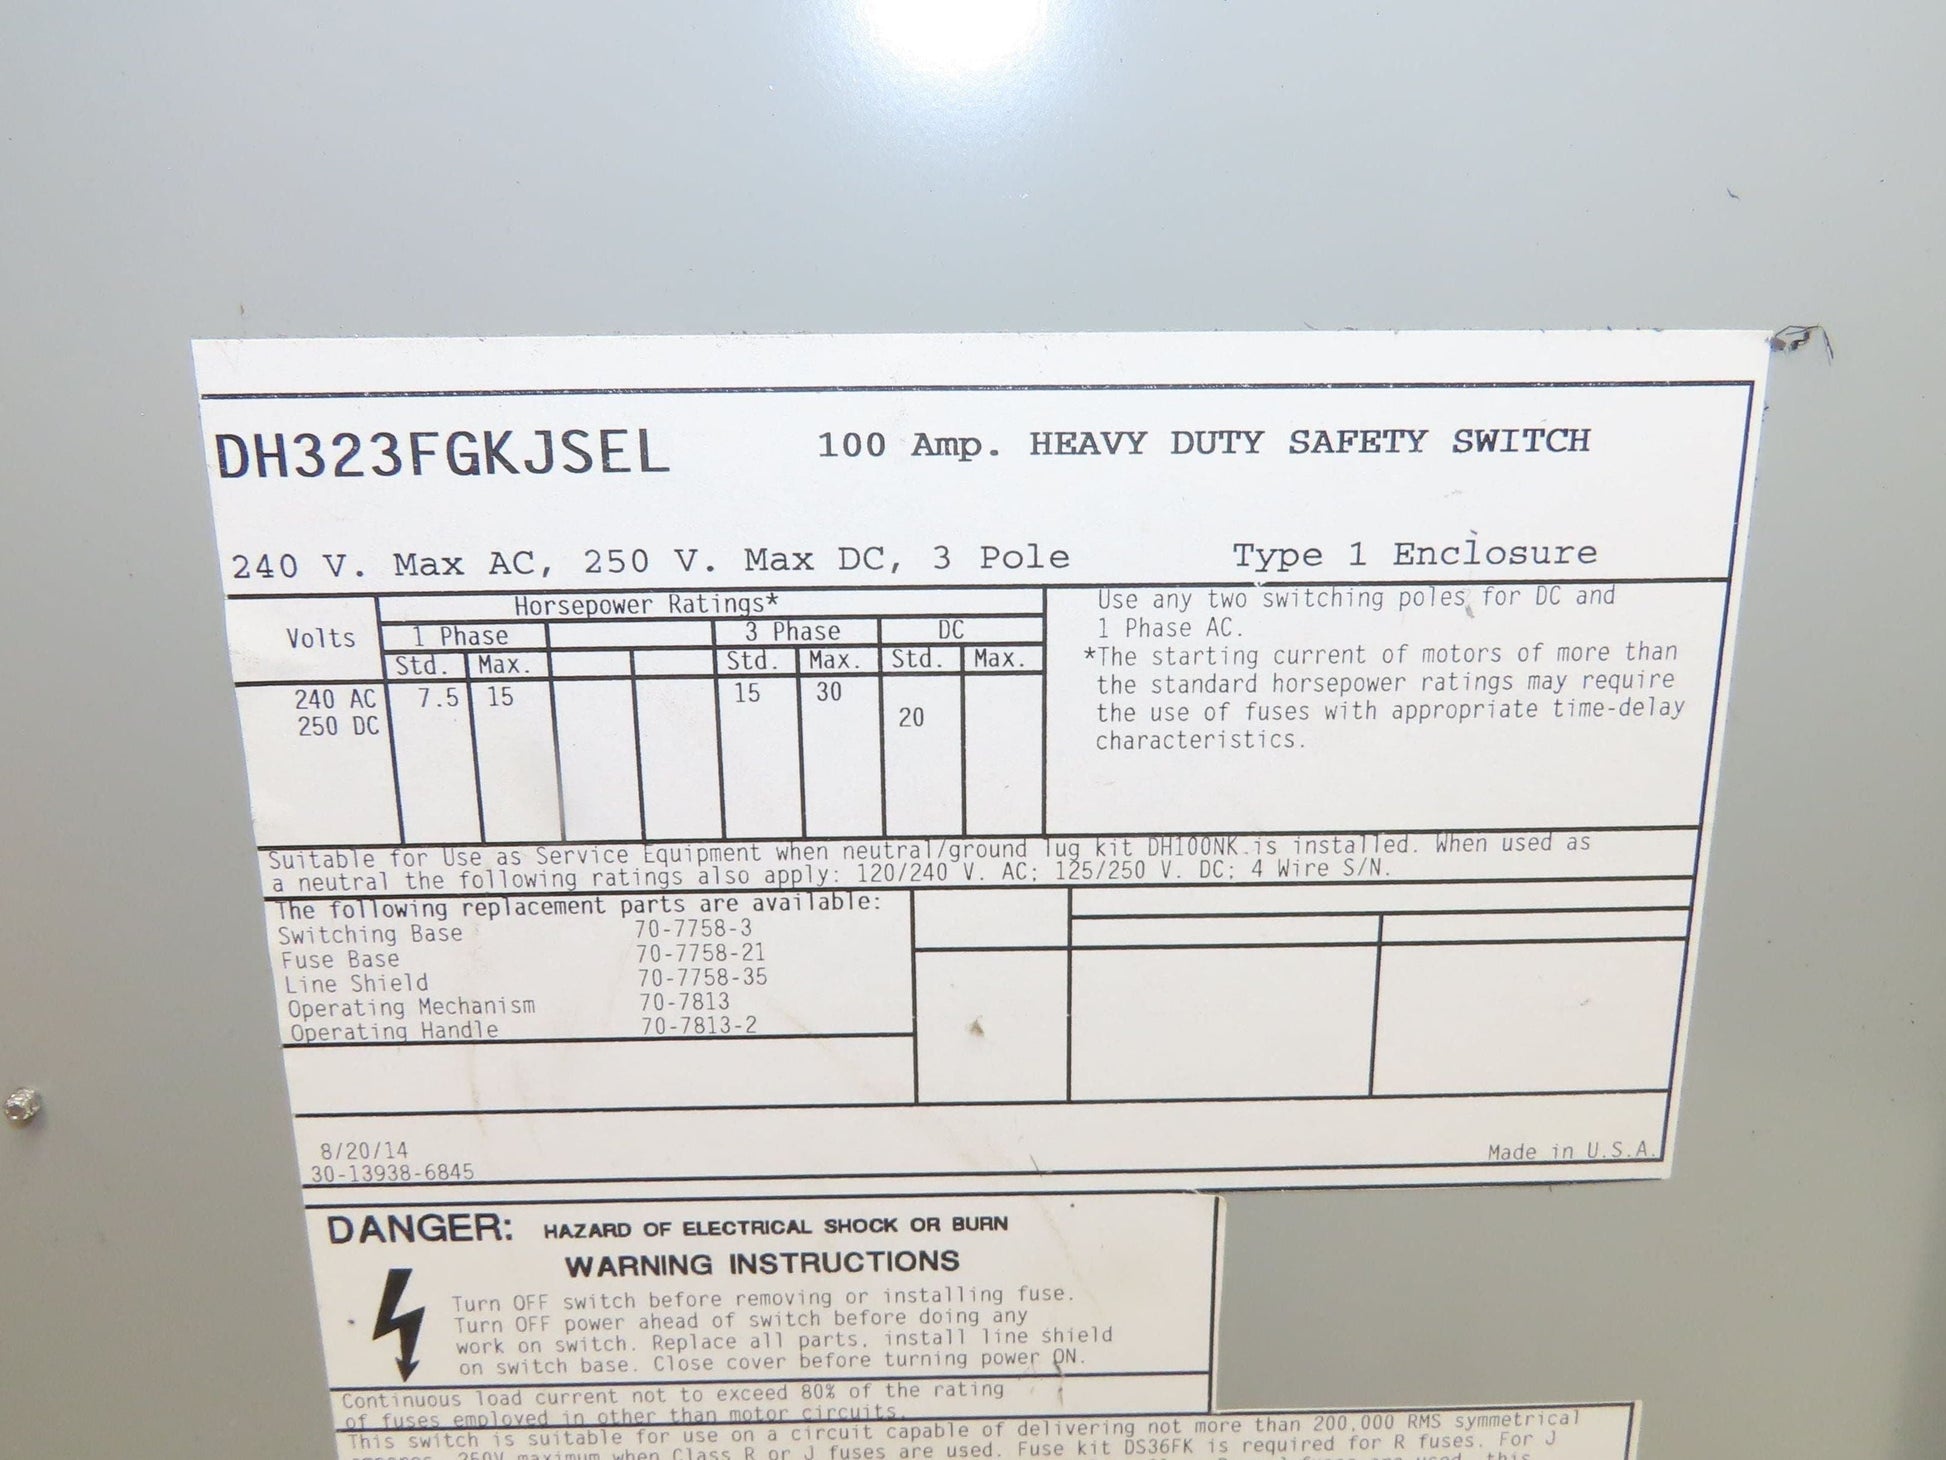 DH323FGKJSEL 100 Amp. HEAVY DUTY SAFETY SWITCH
240 V. Max AC, 250 V. Max DC, 3 Pole Type 1 Enclosure
Horsepower Ratings*
Volts 1 Phase 3 Phase DC
Std. Max. Std. Max. Std. Max.
240 AC 7.5 15 15 30
250 DC 20
Use any two switching poles for DC and
1 Phase AC.
*The starting current of motors of more than
the standard horsepower ratings may require
the use of fuses with appropriate time-delay
characteristics.
Suitable for Use as Service Equipment when neutral/ground lug kit DH100NK is installed. When used as
a neutral the following ratings also apply: 120/240 V. AC; 125/250 V. DC; 4 Wire S/N.
The following replacement parts are available:
Switching Base 70-7758-3
Fuse Base 70-7758-21
Line Shield 70-7758-35
Operating Mechanism 70-7813
Operating Handle 70-7813-2
8/20/14
30-13938-6845
Made in U.S.A.
DANGER: HAZARD OF ELECTRICAL SHOCK OR BURN
WARNING INSTRUCTIONS
Turn OFF switch before removing or installing fuse.
Turn OFF power ahead of switch before doing any
work on switch. Replace all parts, install line shield
on switch base. Close cover before turning power ON.
Continuous load current not to exceed 80% of the rating
of fuses employed in other than motor circuits.
This switch is suitable for use on a circuit capable of delivering not more than 200,000 RMS symmetrical
250V maximum when Class R or J fuses are used. Fuse kit DS36FK is required for R fuses. For J